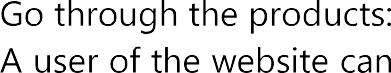 Go through the products:
A user of the website can